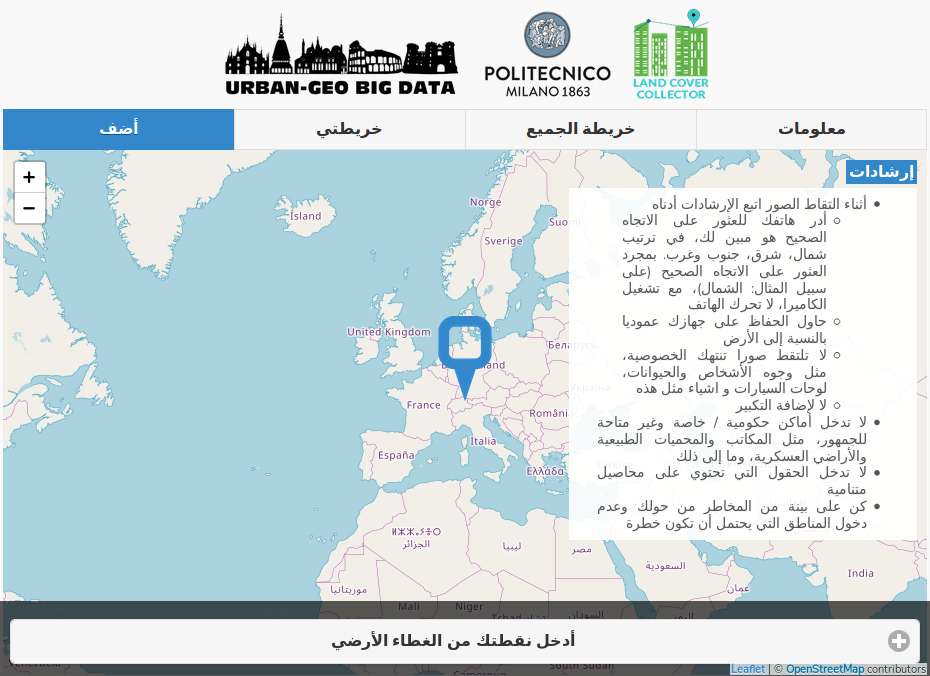 URBAN-GEO BIG DATA
POLITECNICO
MILANO 1863
LAND COVER
COLLECTOR
معلومات
خريطة الجميع
خريطتي
أضف
+
−
إرشادات
أثناء التقاط الصور اتبع الإرشادات أدناه
أدر هاتفك للعثور على الاتجاه
الصحيح هو مبين لك، في ترتيب
شمال، شرق، جنوب وغرب. بمجرد
العثور على الاتجاه الصحيح (على
سبيل المثال: الشمال)، مع تشغيل
الكاميرا، لا تحرك الهاتف
حاول الحفاظ على جهازك عموديا
بالنسبة إلى الأرض
لا تلتقط صورا تنتهك الخصوصية،
مثل وجوه الأشخاص والحيوانات،
لوحات السيارات و اشياء مثل هذه
لا لإضافة التكبير
لا تدخل أماكن حكومية / خاصة وغير متاحة
للجمهور، مثل المكاتب والمحميات الطبيعية
والأراضي العسكرية، وما إلى ذلك
لا تدخل الحقول التي تحتوي على محاصيل
متنامية
كن على بينة من المخاطر من حولك وعدم
دخول المناطق التي يحتمل أن تكون خطرة
Norge
Ísland
Sverige
United Kingdom
France
Italia
España
Ελλάδα
الجزائر
ليبيا
مصر
السعودية
عمان
India
موريتانيا
Mali
Niger
السودان
South Sudan
أدخل نقطتك من الغطاء الأرضي
Leaflet | © OpenStreetMap contributors